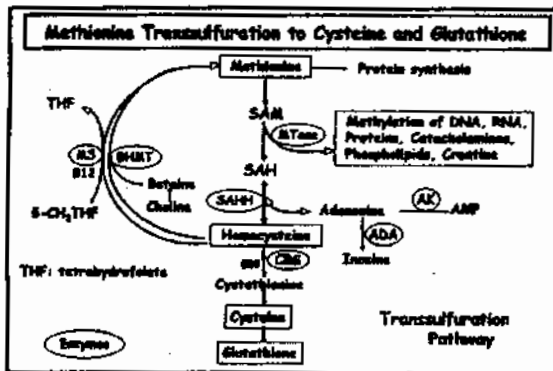 Methionine Transsulfuration to Cysteine and Glutathione
Methionine
Protein synthesis
THF
SAM
MTase
Methylation of DNA, RNA,
Proteins, Catacholamines,
Phospholipids, Creatine
MS
BHMT
B12
SAH
Betaine
Choline
SAHH
5-CH3THF
Adenosine
AK
AMP
Homocysteine
ADA
Inosine
THF: tetrahydrofolate
CBS
Cystathionine
Cysteine
Transsulfuration
Pathway
Enzymes
Glutathione